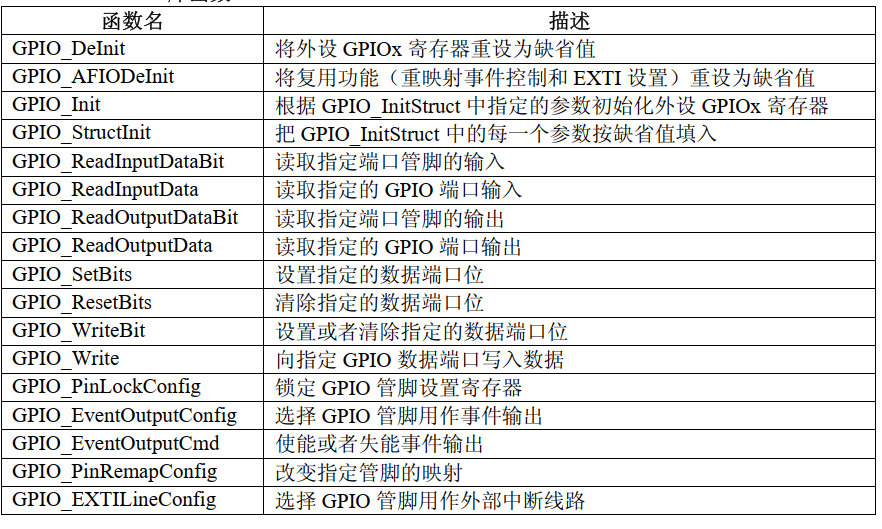 函数名 描述
GPIO_DeInit 将外设 GPIOx 寄存器重设为缺省值
GPIO_AFIODeInit 将复用功能（重映射事件控制和 EXTI 设置）重设为缺省值
GPIO_Init 根据 GPIO_InitStruct 中指定的参数初始化外设 GPIOx 寄存器
GPIO_StructInit 把 GPIO_InitStruct 中的每一个参数按缺省值填入
GPIO_ReadInputDataBit 读取指定端口管脚的输入
GPIO_ReadInputData 读取指定的 GPIO 端口输入
GPIO_ReadOutputDataBit 读取指定端口管脚的输出
GPIO_ReadOutputData 读取指定的 GPIO 端口输出
GPIO_SetBits 设置指定的数据端口位
GPIO_ResetBits 清除指定的数据端口位
GPIO_WriteBit 设置或者清除指定的数据端口位
GPIO_Write 向指定 GPIO 数据端口写入数据
GPIO_PinLockConfig 锁定 GPIO 管脚设置寄存器
GPIO_EventOutputConfig 选择 GPIO 管脚用作事件输出
GPIO_EventOutputCmd 使能或者失能事件输出
GPIO_PinRemapConfig 改变指定管脚的映射
GPIO_EXTILineConfig 选择 GPIO 管脚用作外部中断线路